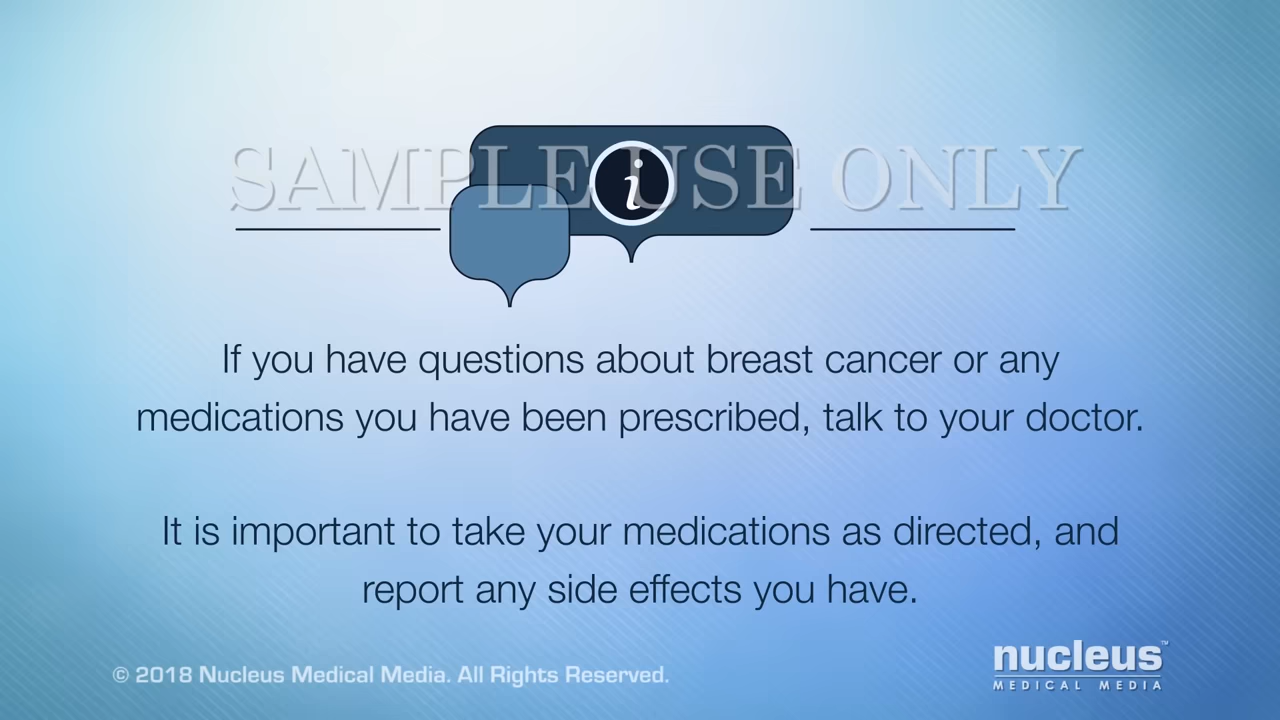 SAMPLE USE ONLY
i
If you have questions about breast cancer or any
medications you have been prescribed, talk to your doctor.
It is important to take your medications as directed, and
report any side effects you have.
© 2018 Nucleus Medical Media. All Rights Reserved.
nucleus™
MEDICAL MEDIA